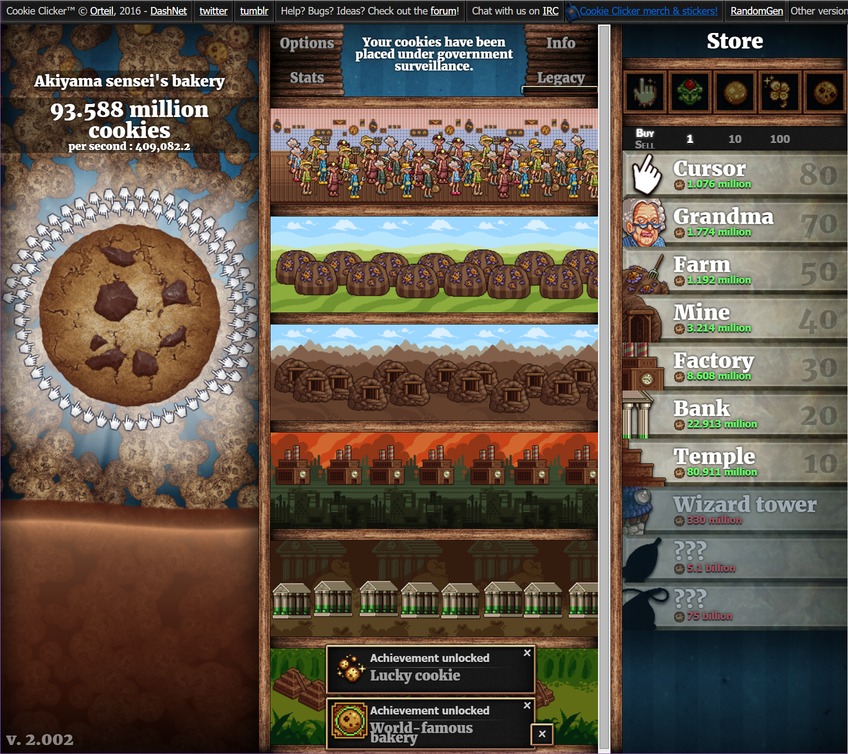 Cookie Clicker™ © Orteil, 2016 - DashNet
twitter
tumblr
Help? Bugs? Ideas? Check out the forum!
Chat with us on IRC
Cookie Clicker merch & stickers!
RandomGen
Other version
Akiyama sensei's bakery
93.588 million
cookies
per second : 409,082.2
v. 2.002
Options
Stats
Your cookies have been
placed under government
surveillance.
Info
Legacy
Achievement unlocked
x
Lucky cookie
Achievement unlocked
x
World-famous
bakery
x
Store
BUY
SELL
1
10
100
Cursor
1.076 million
80
Grandma
1.774 million
70
Farm
1.192 million
50
Mine
3.214 million
40
Factory
8.608 million
30
Bank
22.913 million
20
Temple
80.911 million
10
Wizard tower
330 million
???
5.1 billion
???
75 billion